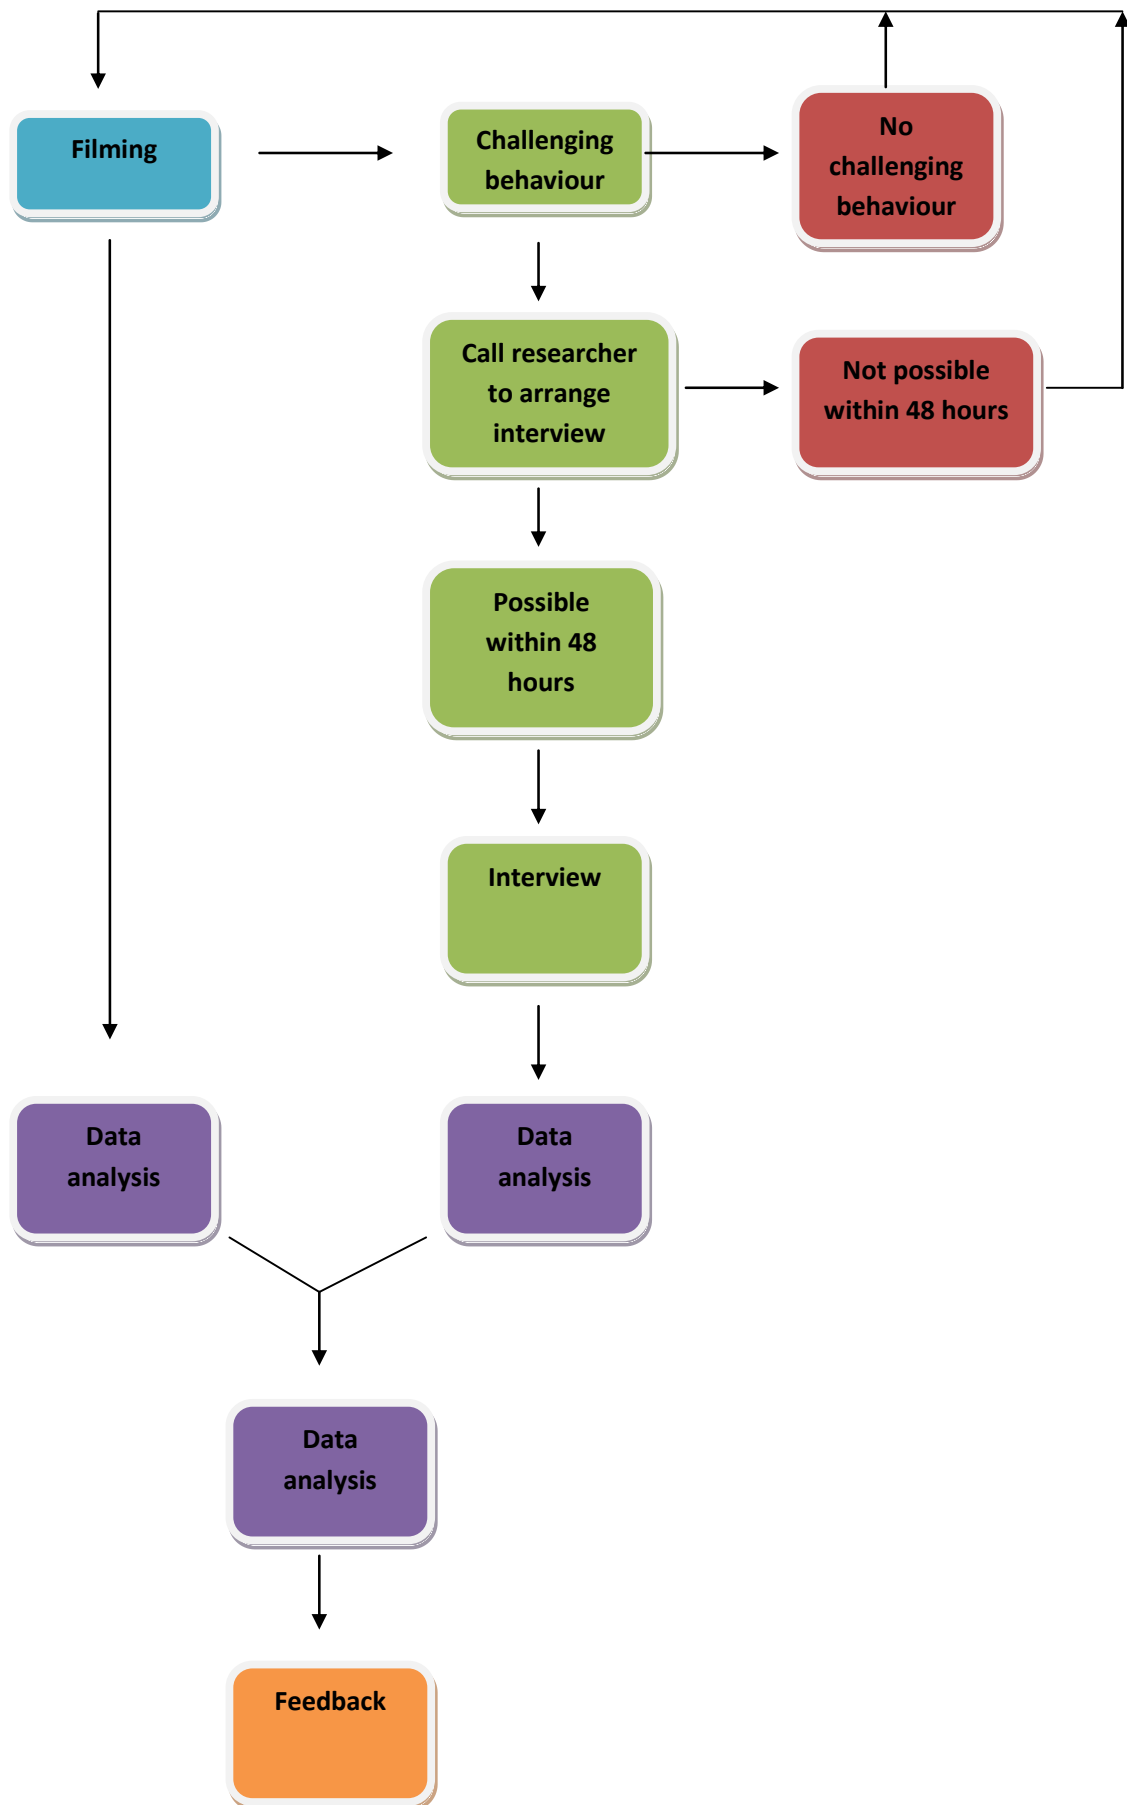 Filming
Challenging
behaviour
No
challenging
behaviour
Call researcher
to arrange
interview
Not possible
within 48 hours
Possible
within 48
hours
Interview
Data
analysis
Data
analysis
Data
analysis
Feedback